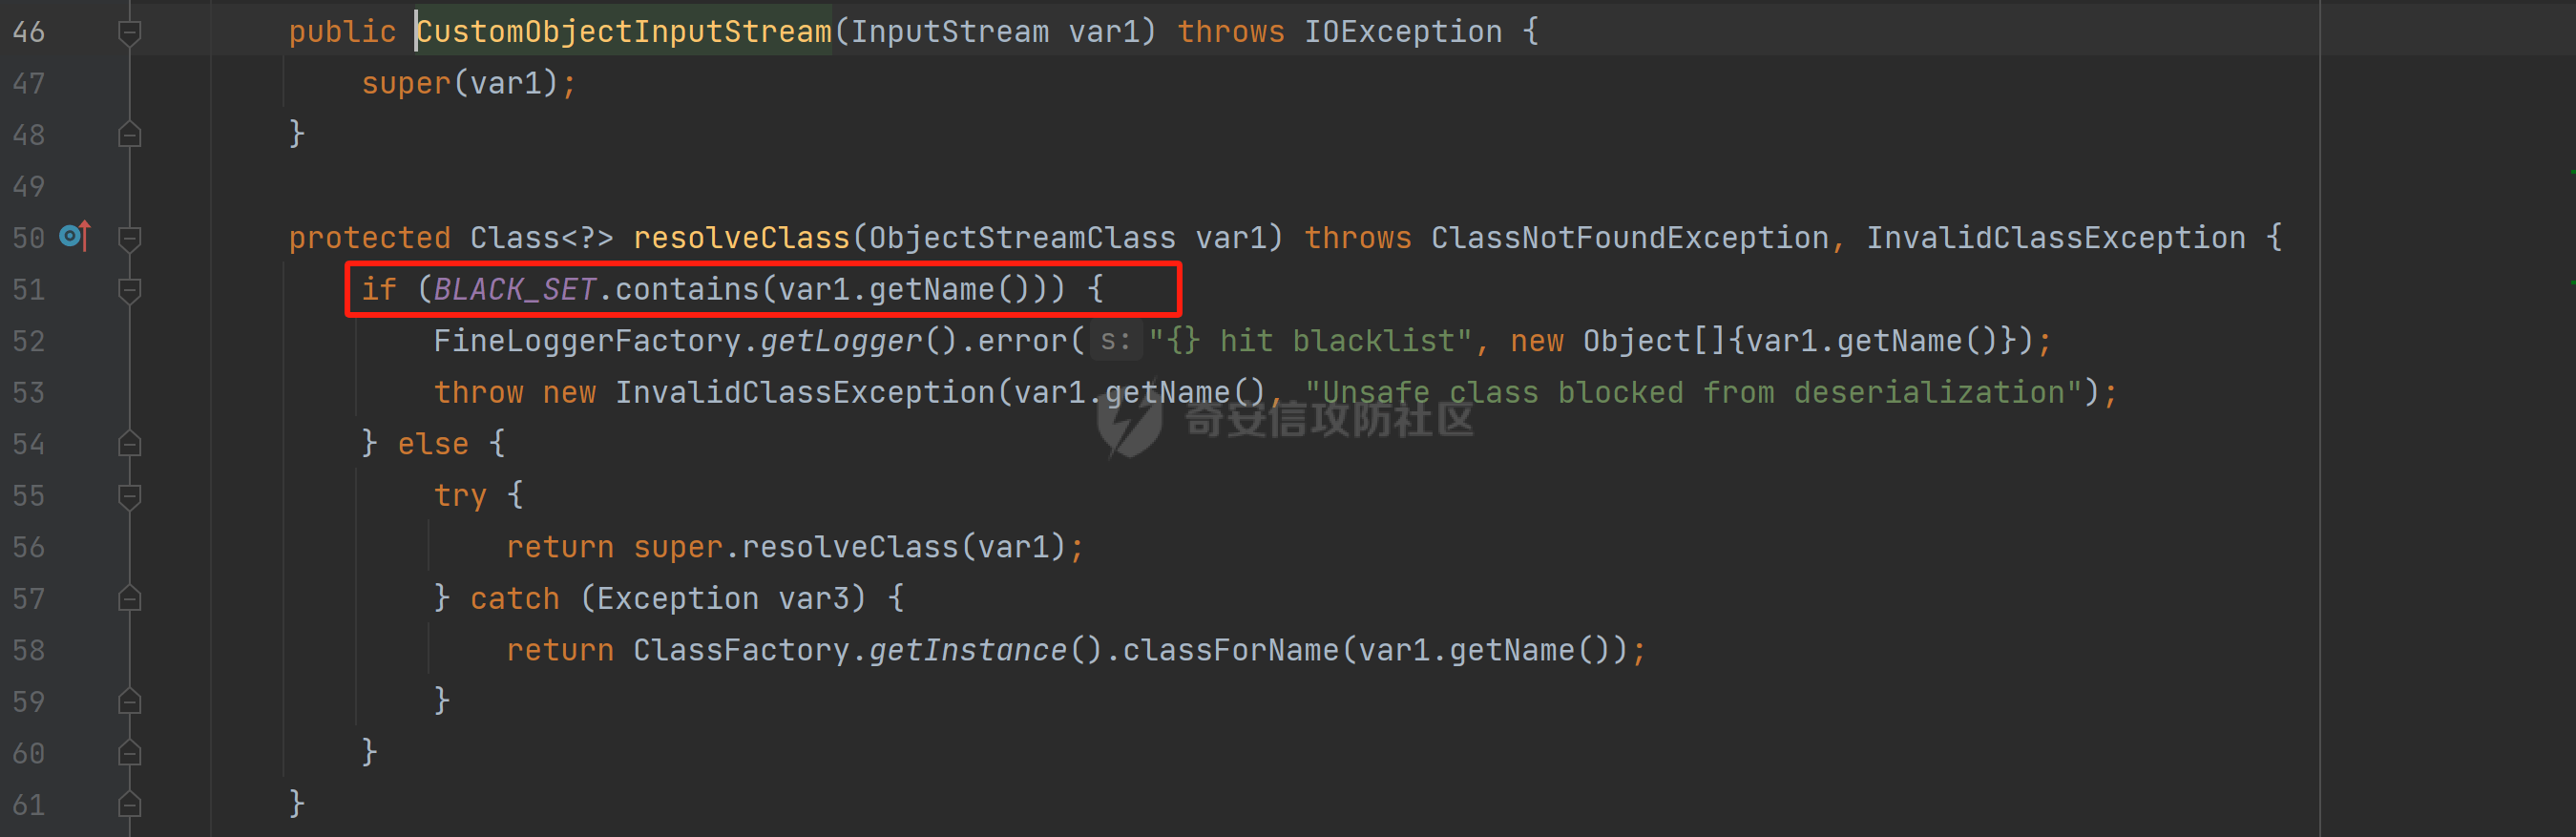 46 public CustomObjectInputStream(InputStream var1) throws IOException {
47 super(var1);
48 }
49
50 protected Class<?> resolveClass(ObjectStreamClass var1) throws ClassNotFoundException, InvalidClassException {
51 if (BLACK_SET.contains(var1.getName())) {
52 FineLoggerFactory.getLogger().error( s: "{} hit blacklist", new Object[]{var1.getName()});
53 throw new InvalidClassException(var1.getName(), "Unsafe class blocked from deserialization");
奇安信攻防社区
54 } else {
55 try {
56 return super.resolveClass(var1);
57 } catch (Exception var3) {
58 return ClassFactory.getInstance().classForName(var1.getName());
59 }
60 }
61 }